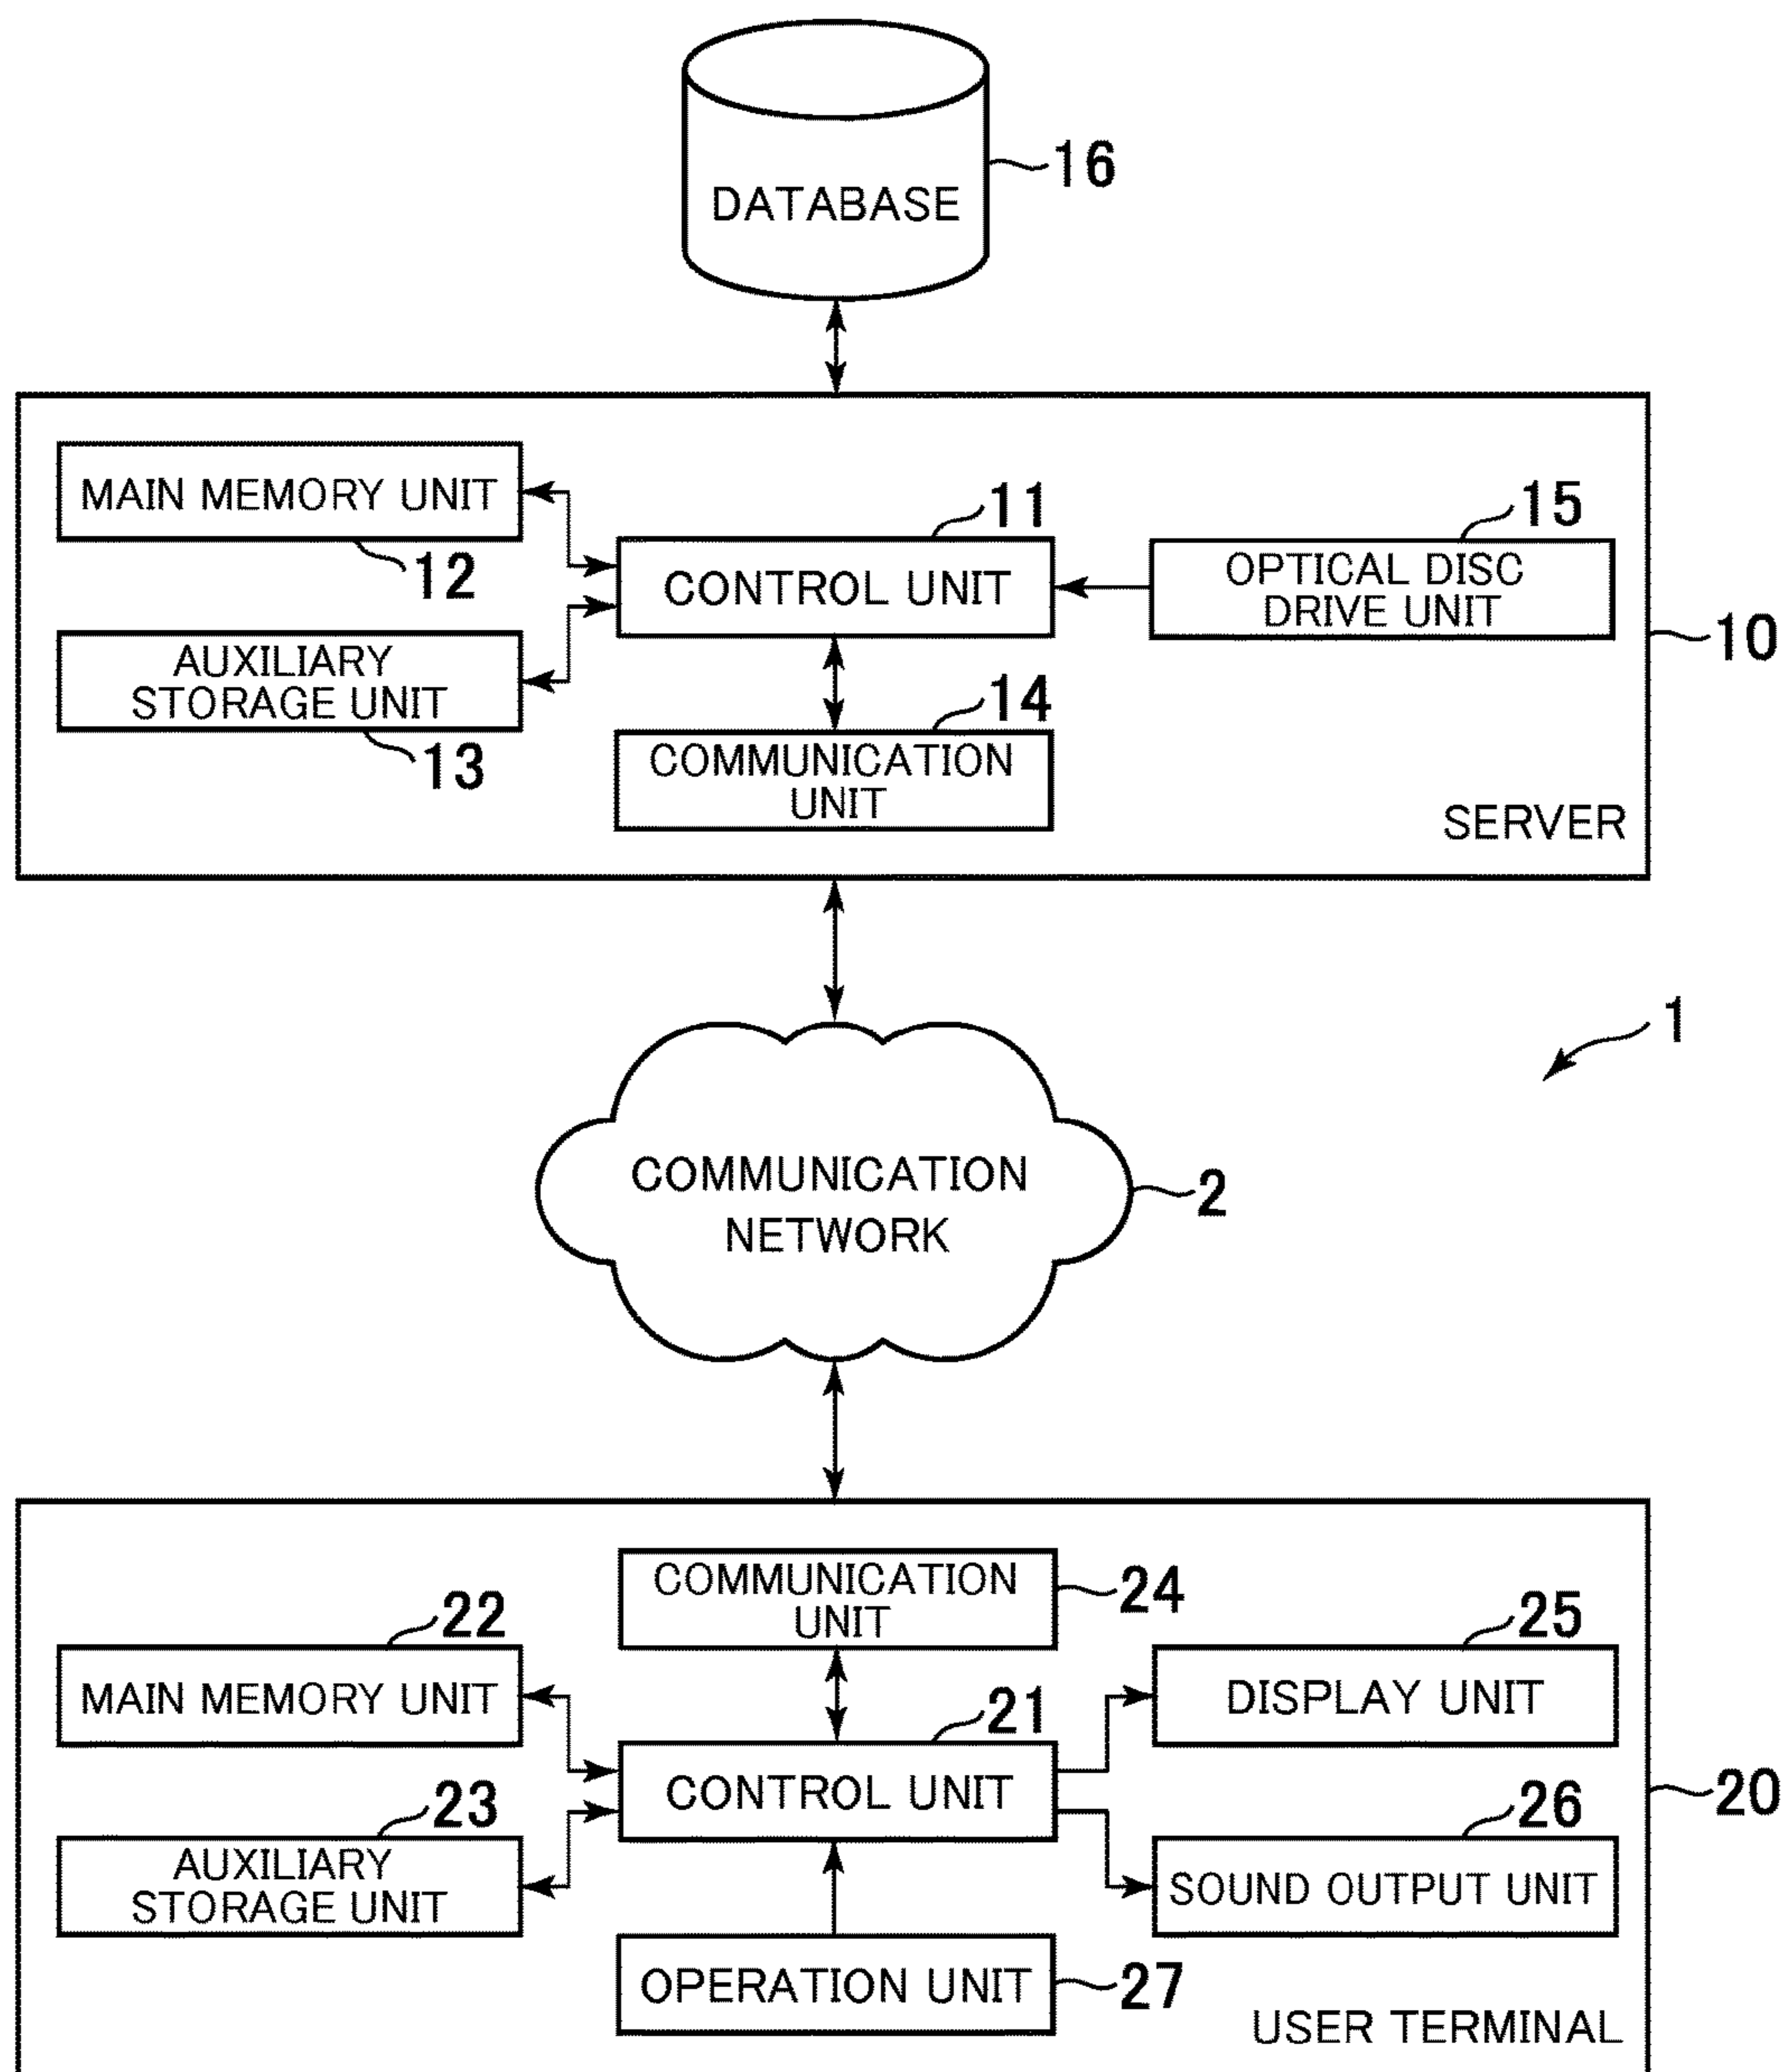 16
DATABASE
MAIN MEMORY UNIT
12
11
CONTROL UNIT
15
OPTICAL DISC
DRIVE UNIT
10
AUXILIARY
STORAGE UNIT
13
14
COMMUNICATION
UNIT
SERVER
1
COMMUNICATION
NETWORK
2
COMMUNICATION
UNIT
24
22
MAIN MEMORY UNIT
25
DISPLAY UNIT
21
CONTROL UNIT
20
23
AUXILIARY
STORAGE UNIT
26
SOUND OUTPUT UNIT
OPERATION UNIT
27
USER TERMINAL